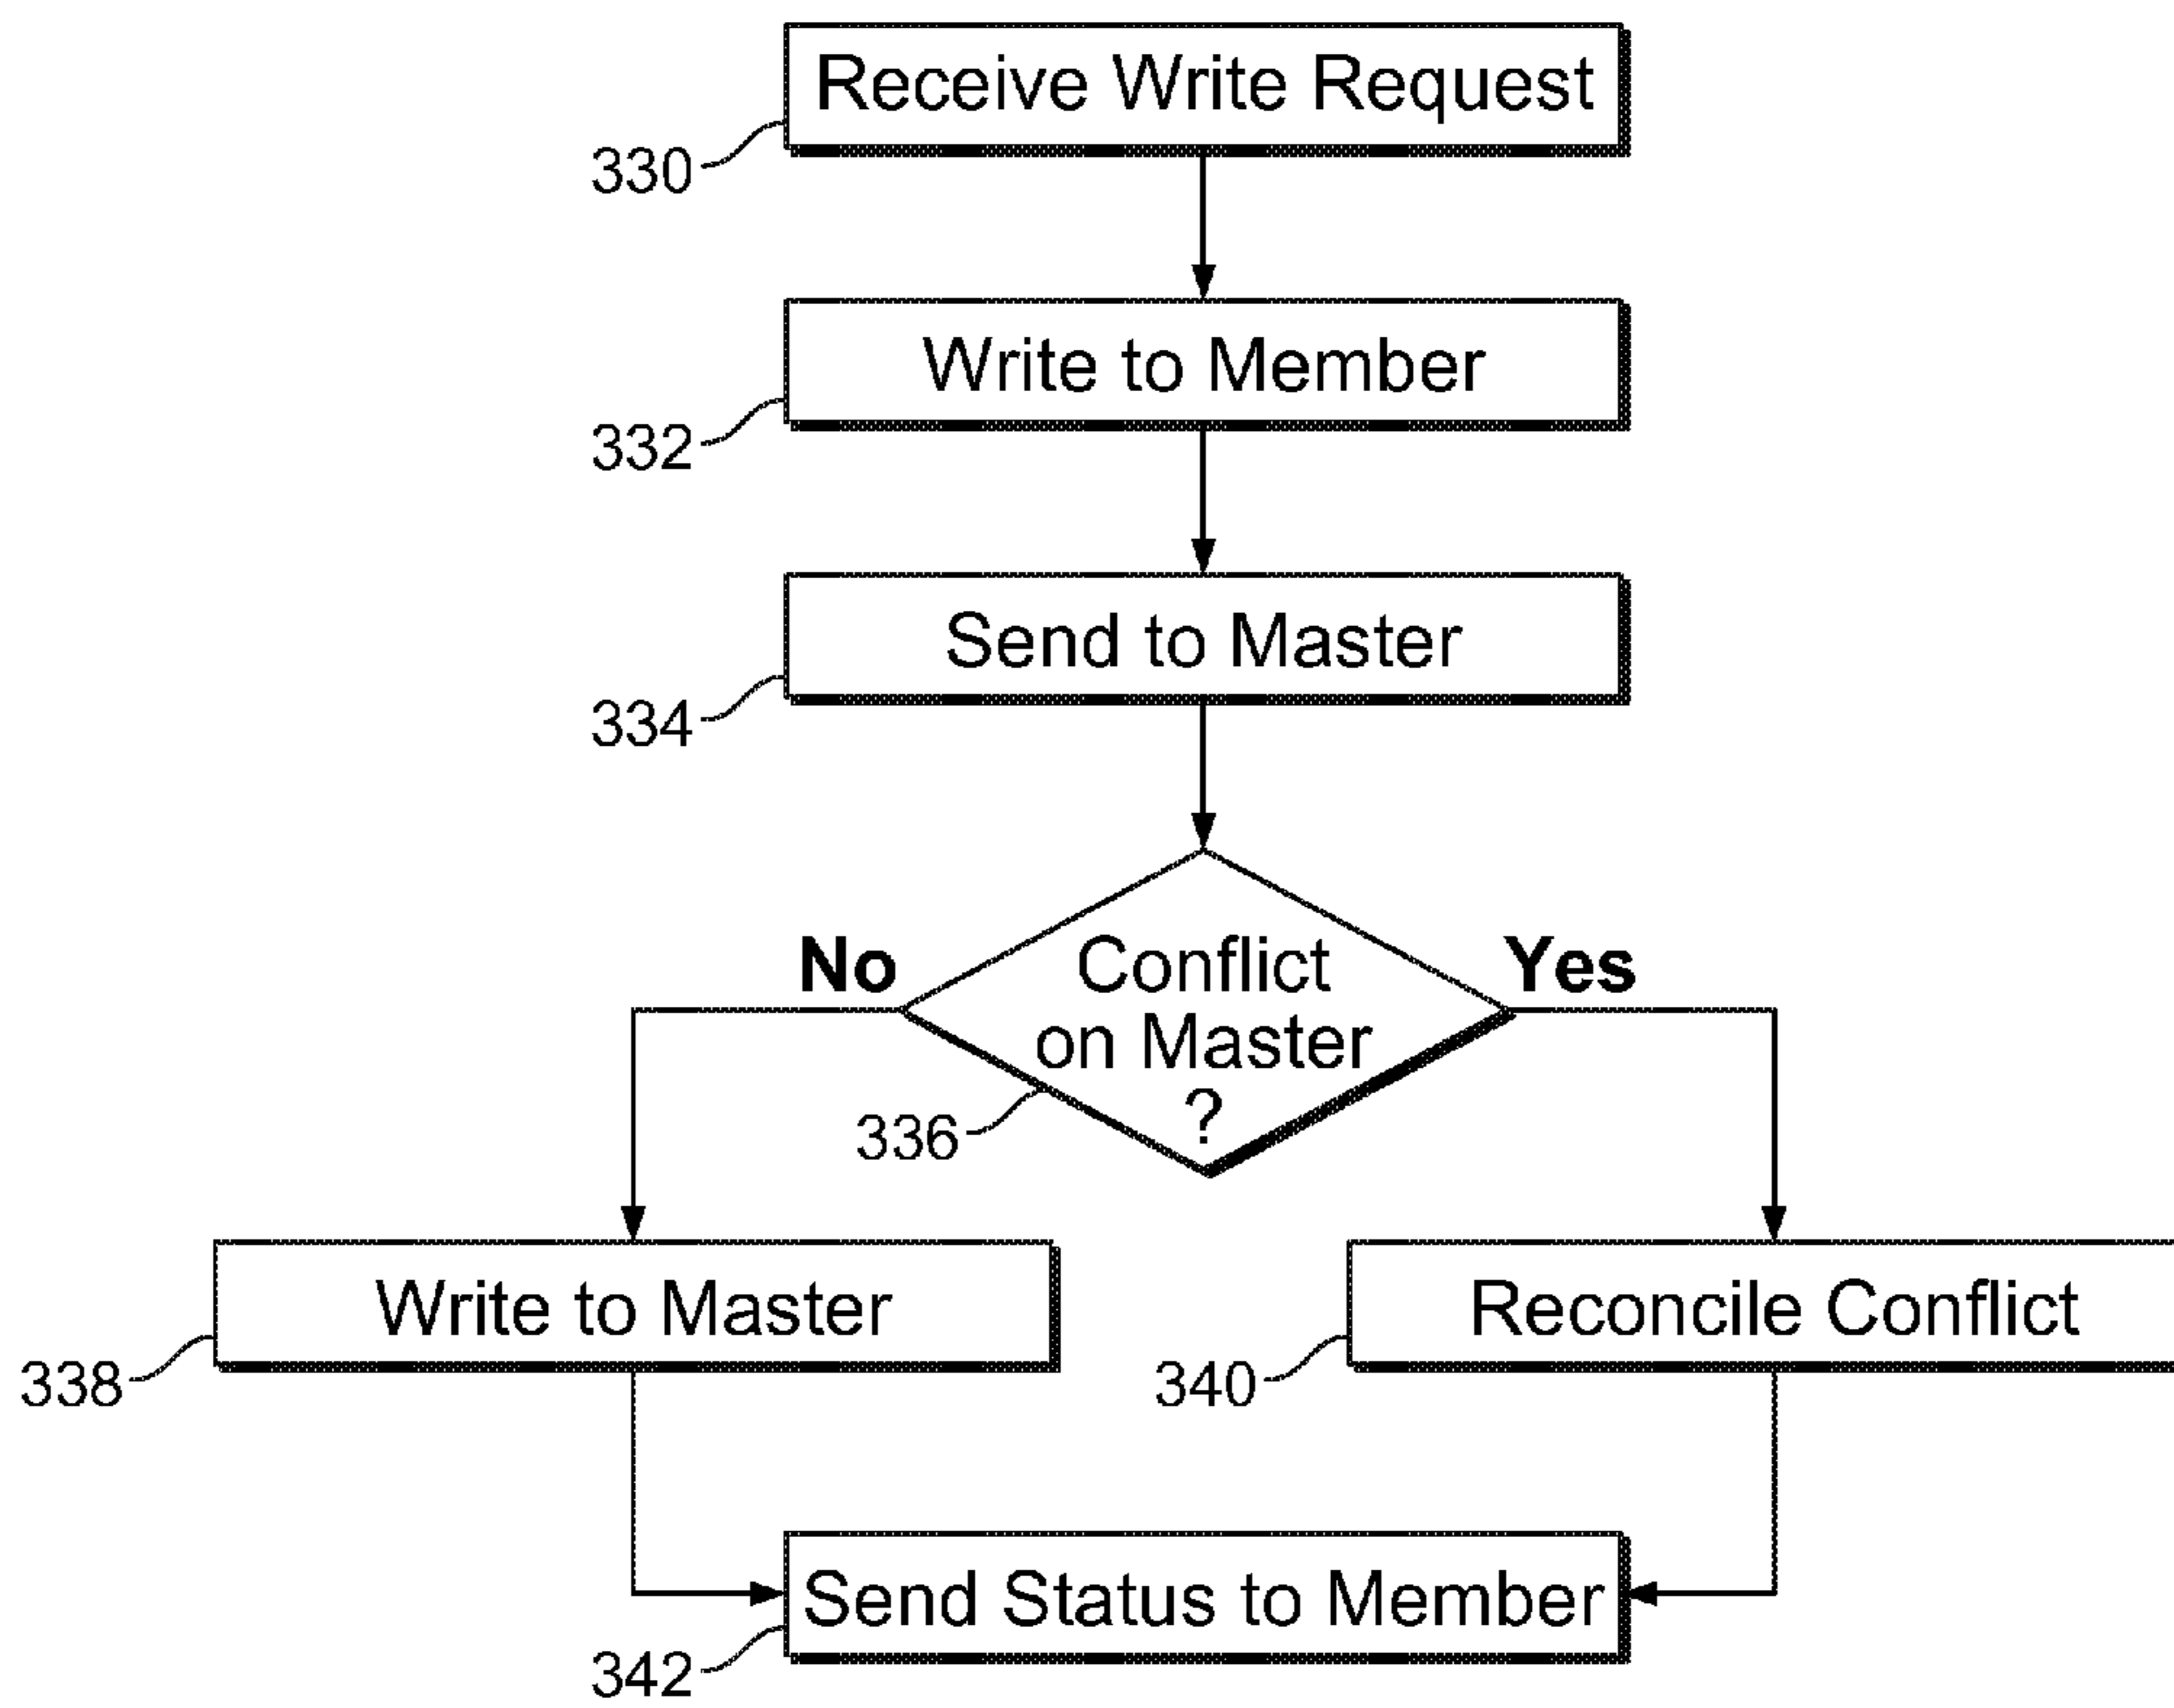 Receive Write Request
330
Write to Member
332
Send to Master
334
No
Yes
Conflict
on Master
?
336
Write to Master
338
Reconcile Conflict
340
Send Status to Member
342